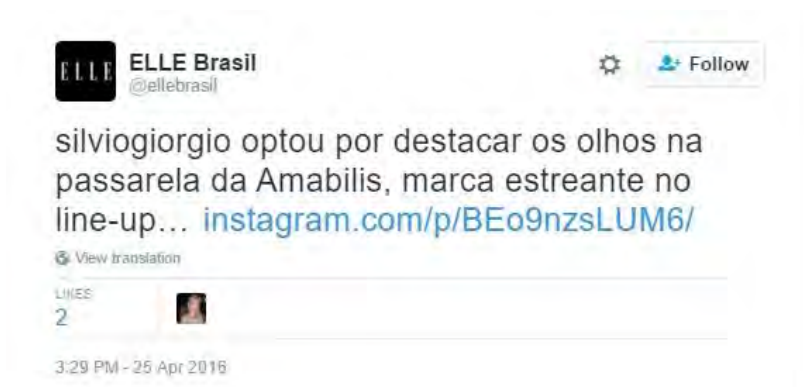 ELLE
ELLE Brasil
@ellebrasil
Follow
silviogiorgio optou por destacar os olhos na
passarela da Amabilis, marca estreante no
line-up... instagram.com/p/BEo9nzsLUM6/
View translation
LIKES
2
3:29 PM - 25 Apr 2016